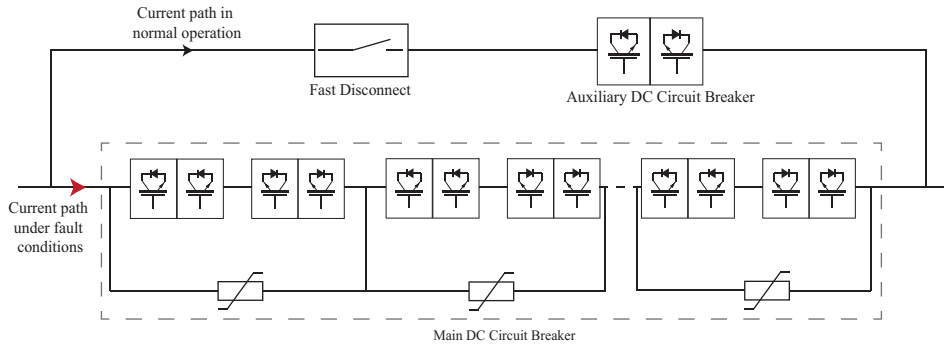 Current path in
normal operation
Fast Disconnect
Auxiliary DC Circuit Breaker
Current path
under fault
conditions
Main DC Circuit Breaker